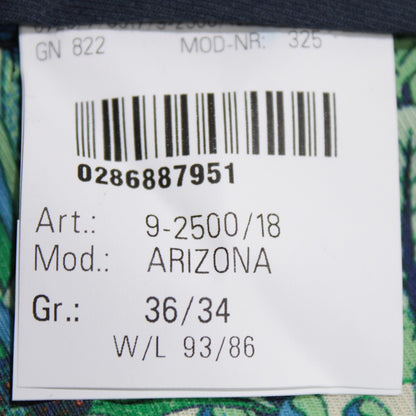 GN 822 MOD-NR: 325
0286887951
Art.: 9-2500/18
Mod.: ARIZONA
Gr.: 36/34
W/L 93/86